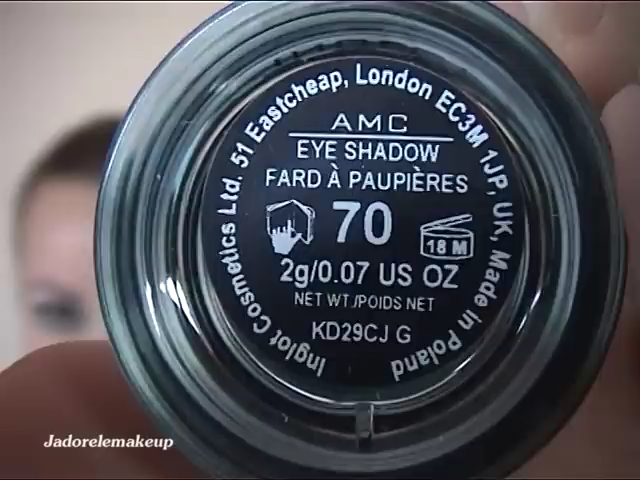 Inglot Cosmetics Ltd. 51 Eastcheap, London EC3M 1JP, UK, Made in Poland
AMC
EYE SHADOW
FARD À PAUPIÈRES
70
18 M
2g/0.07 US OZ
NET WT./POIDS NET
KD29CJ G
Jadorelemakeup